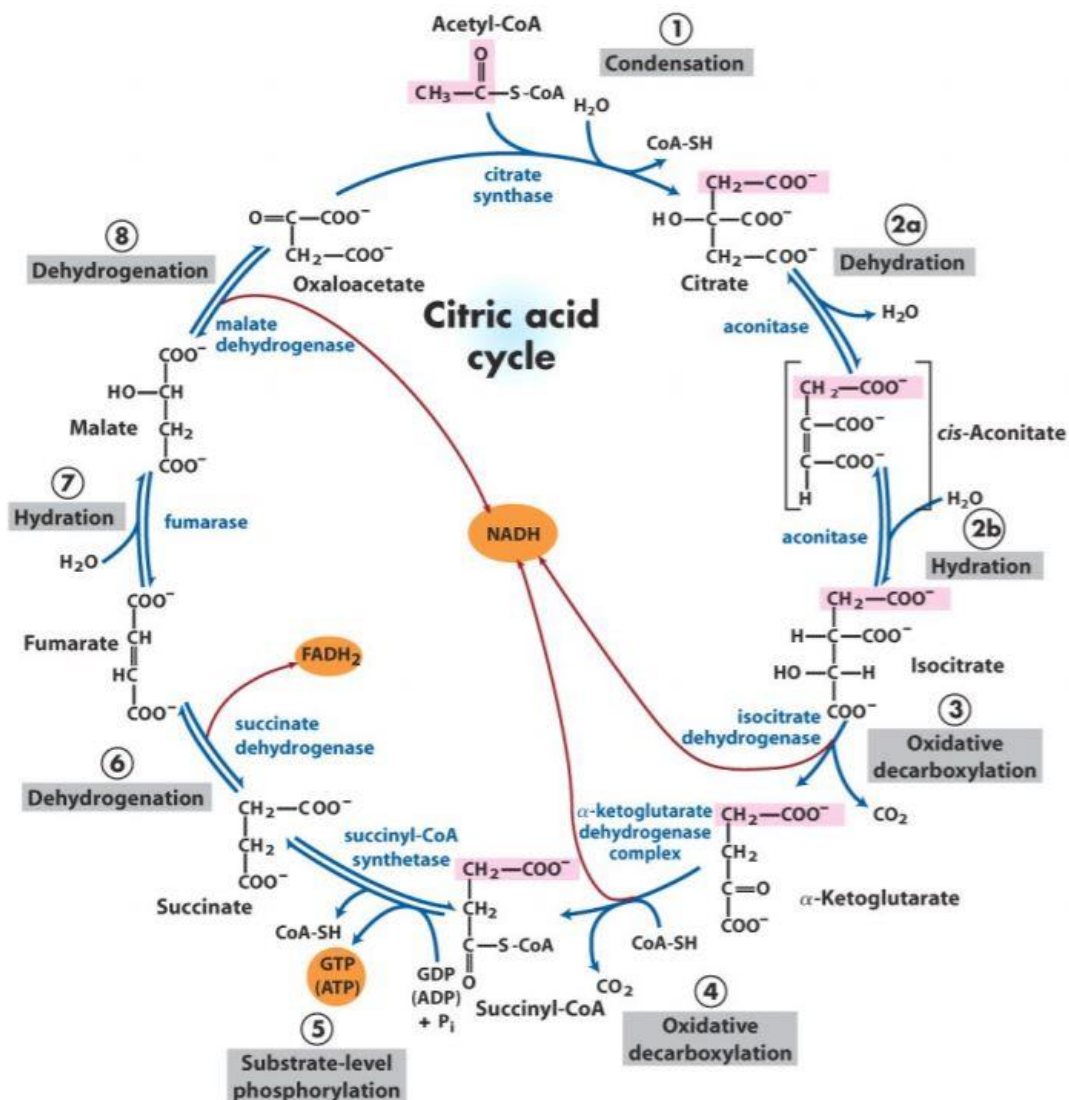 Acetyl-CoA
O
CH₃—C—S-CoA
①
Condensation
H₂O
CoA-SH
citrate
synthase
CH₂—COO⁻
HO—C—COO⁻
CH₂—COO⁻
Citrate
2a
Dehydration
H₂O
aconitase
CH₂—COO⁻
C—COO⁻
C—COO⁻
H
cis-Aconitate
H₂O
aconitase
2b
Hydration
CH₂—COO⁻
H—C—COO⁻
HO—C—H
COO⁻
Isocitrate
isocitrate
dehydrogenase
③
Oxidative
decarboxylation
CO₂
CH₂—COO⁻
CH₂
C=O
COO⁻
α-Ketoglutarate
α-ketoglutarate
dehydrogenase
complex
CoA-SH
CO₂
④
Oxidative
decarboxylation
CH₂—COO⁻
CH₂
C—S-CoA
O
Succinyl-CoA
succinyl-CoA
synthetase
GDP
(ADP)
+ Pᵢ
CoA-SH
GTP
(ATP)
⑤
Substrate-level
phosphorylation
CH₂—COO⁻
CH₂
COO⁻
Succinate
succinate
dehydrogenase
FADH₂
⑥
Dehydrogenation
COO⁻
CH
HC
COO⁻
Fumarate
fumarase
H₂O
⑦
Hydration
COO⁻
HO—CH
CH₂
COO⁻
Malate
malate
dehydrogenase
⑧
Dehydrogenation
O=C—COO⁻
CH₂—COO⁻
Oxaloacetate
Citric acid
cycle
NADH